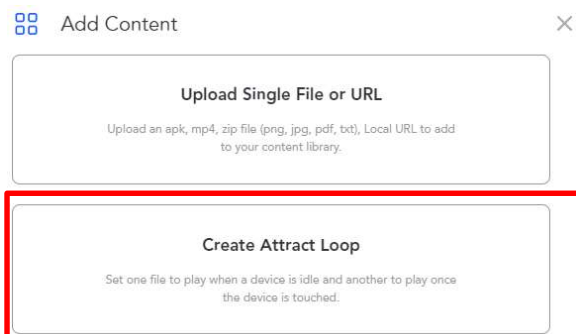 Add Content
Upload Single File or URL
Upload an apk, mp4, zip file (png, jpg, pdf, txt), Local URL to add
to your content library.
Create Attract Loop
Set one file to play when a device is idle and another to play once
the device is touched.